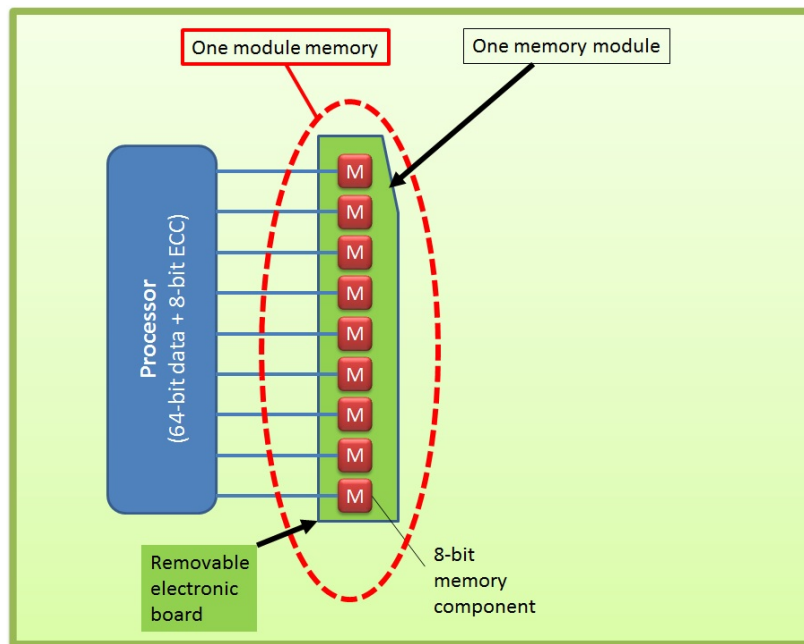 One module memory
One memory module
Processor
(64-bit data + 8-bit ECC)
M
M
M
M
M
M
M
M
M
Removable
electronic
board
8-bit
memory
component